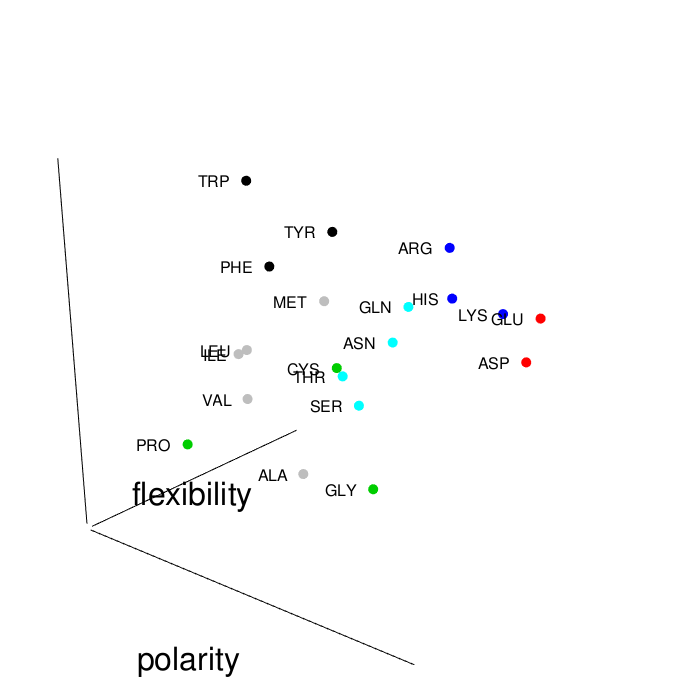 TRP
TYR
ARG
PHE
MET
HIS
GLN
LYS
GLU
ASN
LEU
ILE
ASP
CYS
THR
VAL
SER
PRO
ALA
GLY
flexibility
polarity